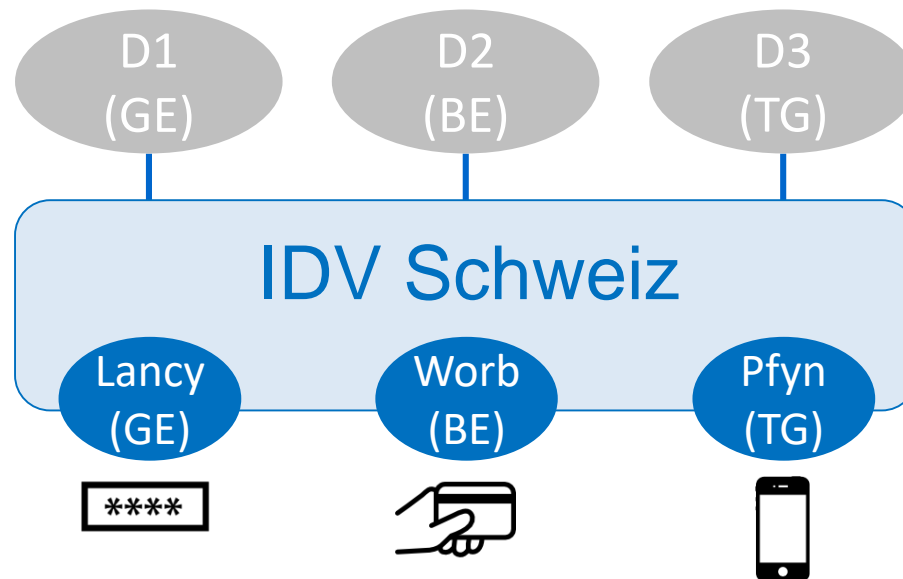 D1
(GE)
D2
(BE)
D3
(TG)
IDV Schweiz
Lancy
(GE)
Worb
(BE)
Pfyn
(TG)
****